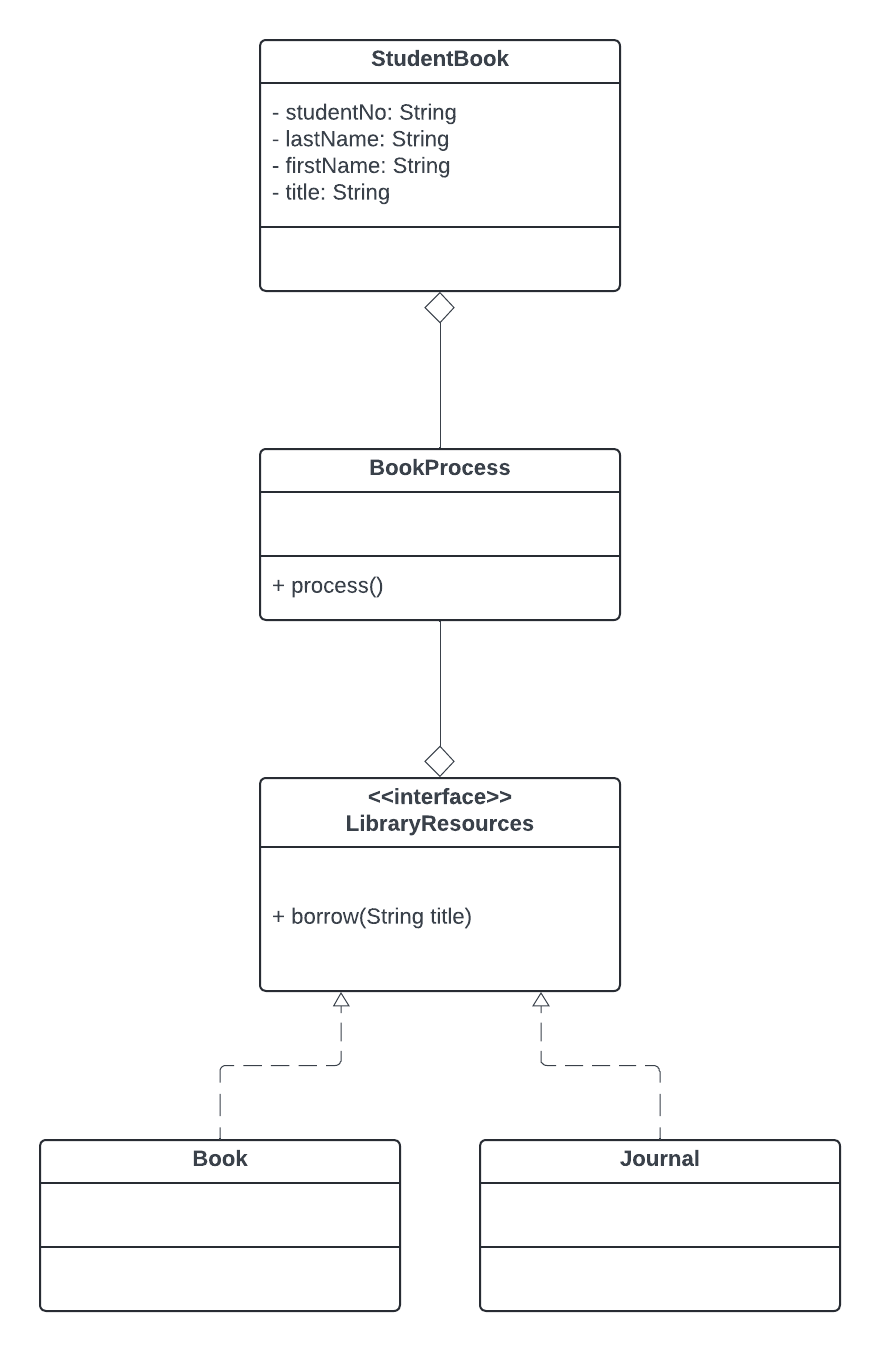 StudentBook
- studentNo: String
- lastName: String
- firstName: String
- title: String
BookProcess
+ process()
<<interface>>
LibraryResources
+ borrow(String title)
Book
Journal